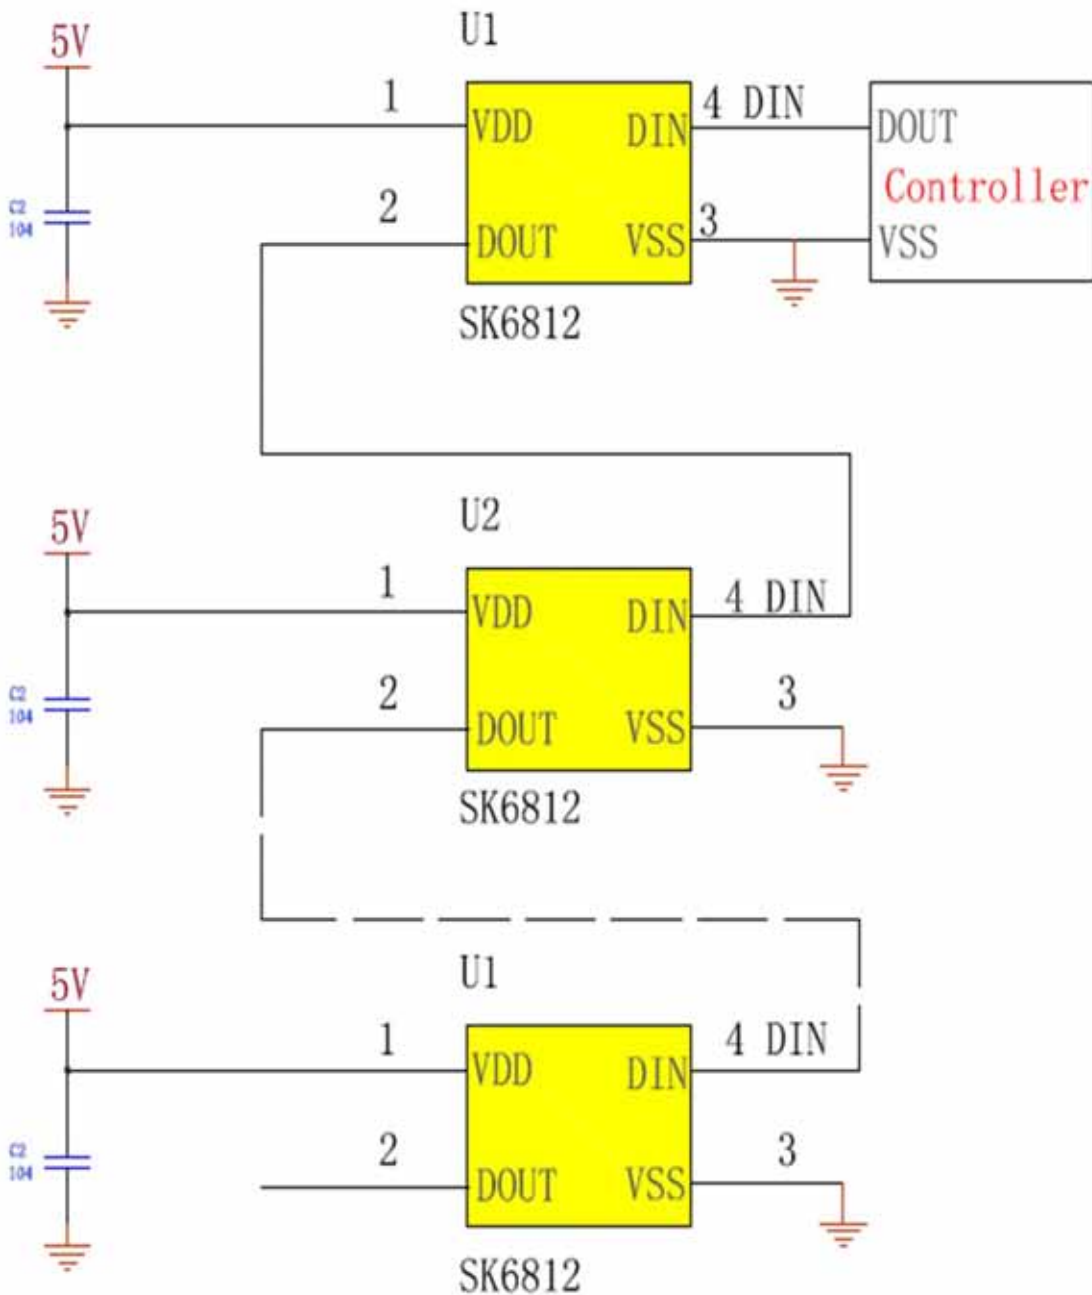 U1
5V
1
VDD
DIN
4 DIN
DOUT
Controller
C2
104
2
DOUT
VSS
3
VSS
SK6812
U2
5V
1
VDD
DIN
4 DIN
C2
104
2
DOUT
VSS
3
SK6812
U1
5V
1
VDD
DIN
4 DIN
C2
104
2
DOUT
VSS
3
SK6812